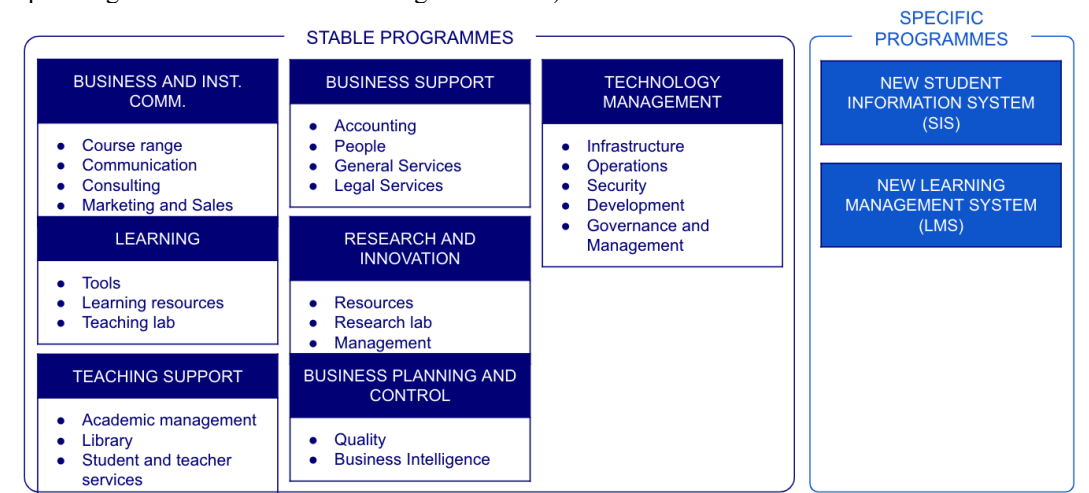 STABLE PROGRAMMES
BUSINESS AND INST.
COMM.
● Course range
● Communication
● Consulting
● Marketing and Sales
LEARNING
● Tools
● Learning resources
● Teaching lab
TEACHING SUPPORT
● Academic management
● Library
● Student and teacher
services
BUSINESS SUPPORT
● Accounting
● People
● General Services
● Legal Services
RESEARCH AND
INNOVATION
● Resources
● Research lab
● Management
BUSINESS PLANNING AND
CONTROL
● Quality
● Business Intelligence
TECHNOLOGY
MANAGEMENT
● Infrastructure
● Operations
● Security
● Development
● Governance and
Management
SPECIFIC
PROGRAMMES
NEW STUDENT
INFORMATION SYSTEM
(SIS)
NEW LEARNING
MANAGEMENT SYSTEM
(LMS)